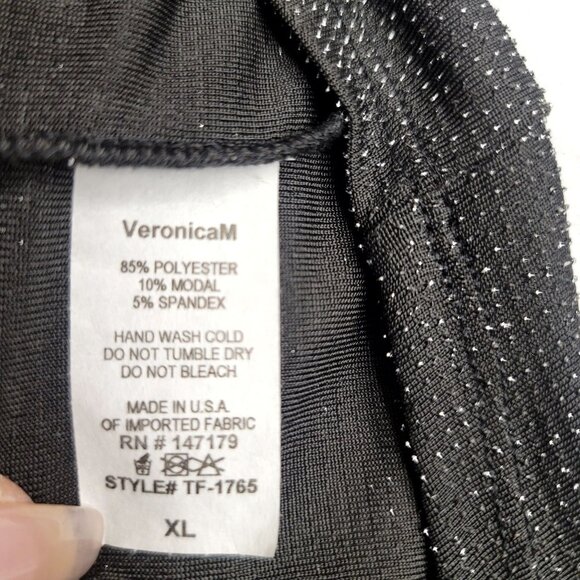 VeronicaM
85% POLYESTER
10% MODAL
5% SPANDEX
HAND WASH COLD
DO NOT TUMBLE DRY
DO NOT BLEACH
MADE IN U.S.A.
OF IMPORTED FABRIC
RN # 147179
STYLE# TF-1765
XL